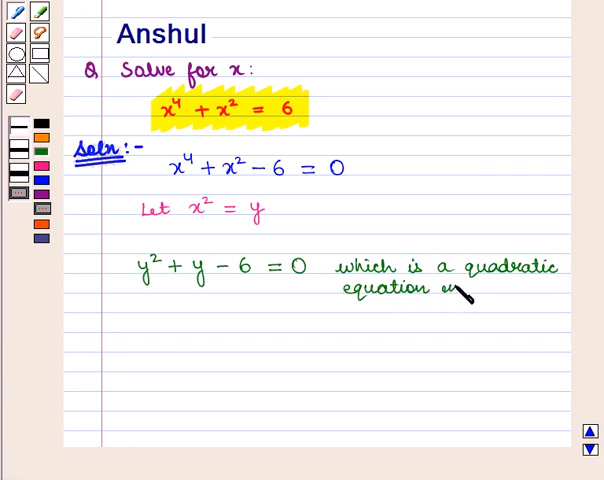 Anshul
Q Solve for x:
x⁴ + x² = 6
Soln:-
x⁴ + x² - 6 = 0
Let x² = y
y² + y - 6 = 0 which is a quadratic
equation